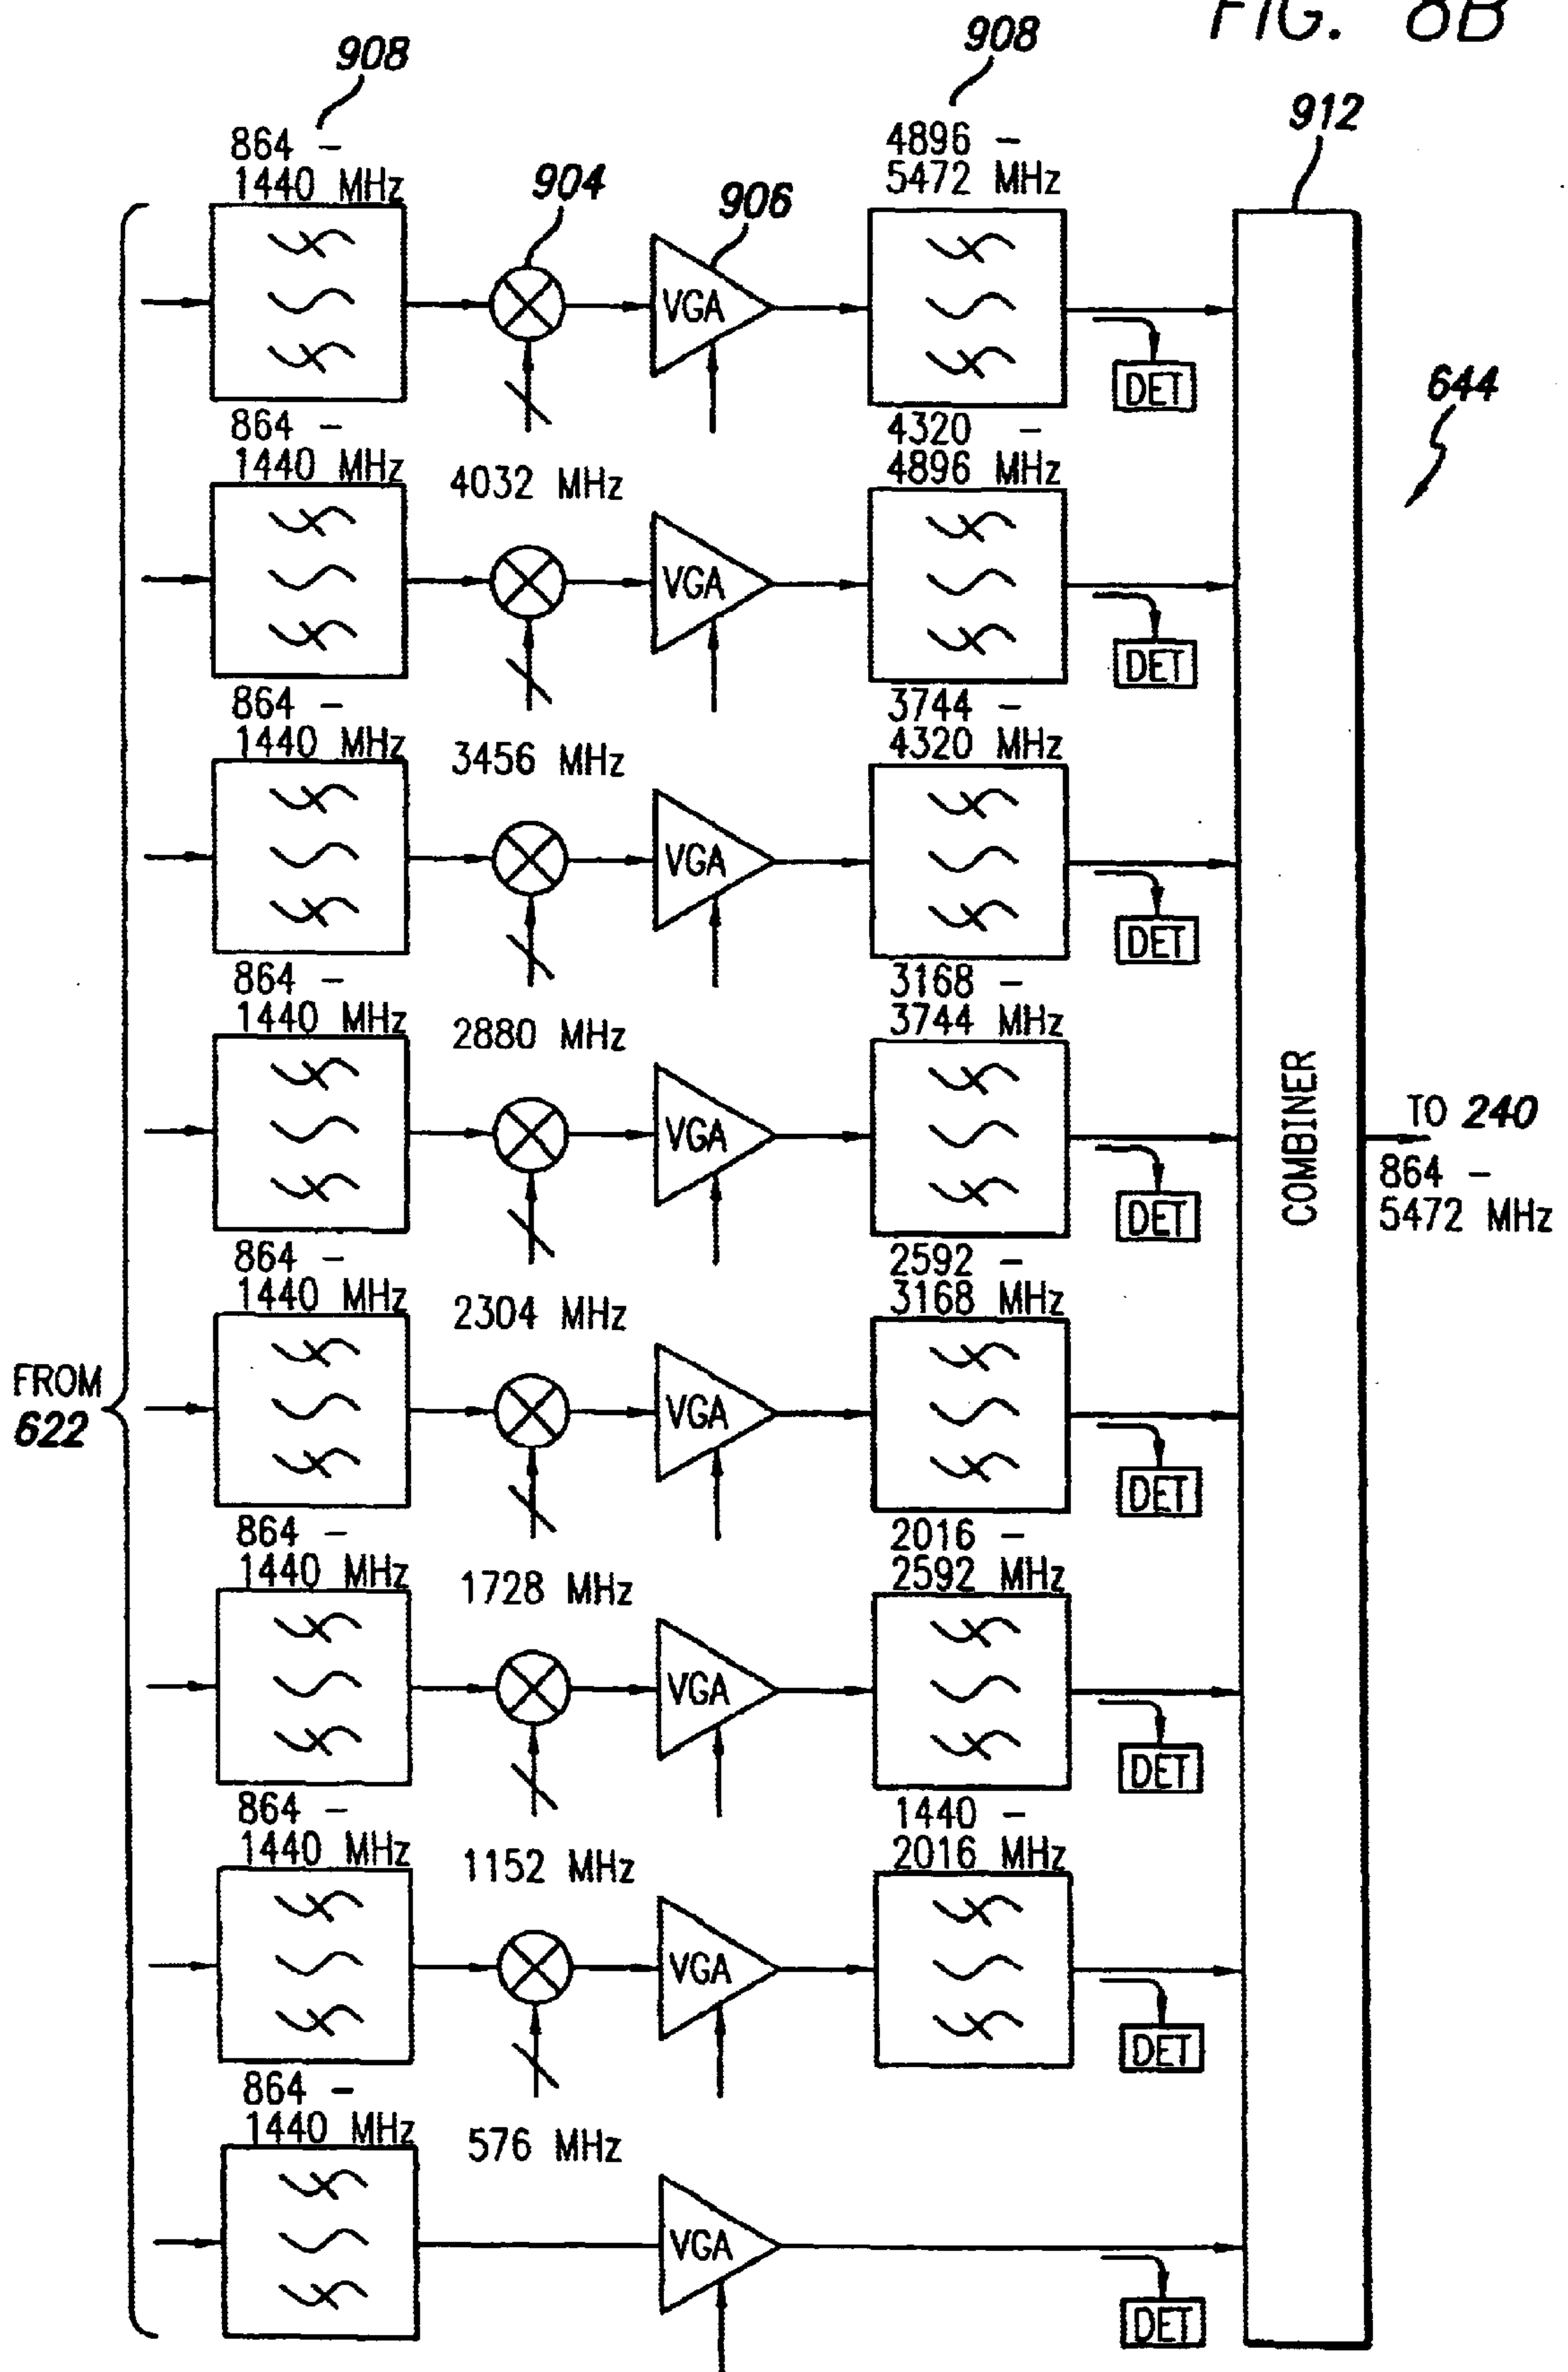 FIG. 8B
908
908
912
864 -
1440 MHz
904
906
4896 -
5472 MHz
VGA
DET
644
864 -
1440 MHz
4032 MHz
4320 -
4896 MHz
VGA
DET
864 -
1440 MHz
3456 MHz
3744 -
4320 MHz
VGA
DET
864 -
1440 MHz
2880 MHz
3168 -
3744 MHz
VGA
DET
COMBINER
TO 240
864 -
5472 MHz
864 -
1440 MHz
2304 MHz
2592 -
3168 MHz
FROM
622
VGA
DET
864 -
1440 MHz
1728 MHz
2016 -
2592 MHz
VGA
DET
864 -
1440 MHz
1152 MHz
1440 -
2016 MHz
VGA
DET
864 -
1440 MHz
576 MHz
VGA
DET